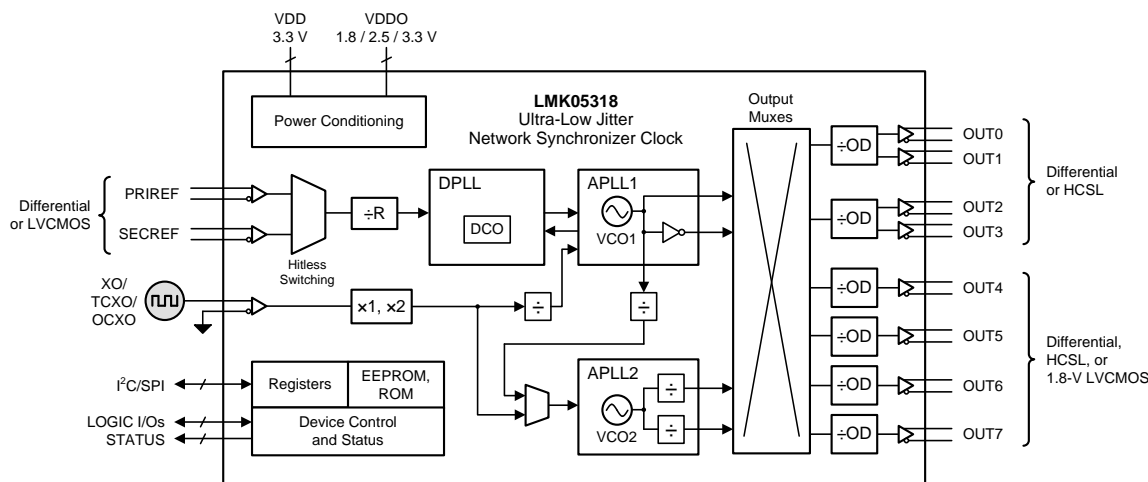 VDD
3.3 V
VDDO
1.8 / 2.5 / 3.3 V
Power Conditioning
LMK05318
Ultra-Low Jitter
Network Synchronizer Clock
Output
Muxes
Differential
or LVCMOS
PRIREF
SECREF
Hitless
Switching
÷R
DPLL
DCO
APLL1
VCO1
÷OD
OUT0
OUT1
Differential
or HCSL
÷OD
OUT2
OUT3
XO/
TCXO/
OCXO
×1, ×2
÷
÷
÷OD
OUT4
÷OD
OUT5
Differential,
HCSL, or
1.8-V LVCMOS
I²C/SPI
LOGIC I/Os
STATUS
Registers
EEPROM,
ROM
Device Control
and Status
APLL2
VCO2
÷
÷
÷OD
OUT6
÷OD
OUT7